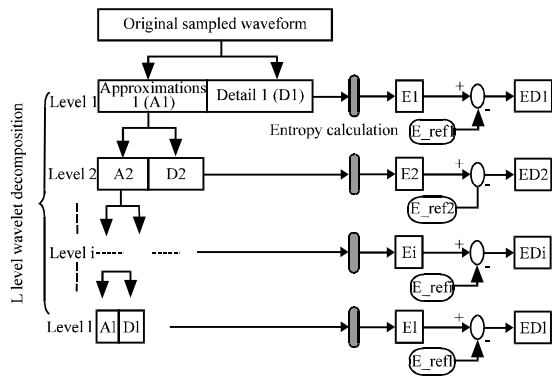 Original sampled waveform
L level wavelet decomposition
Level 1
Approximations
1 (A1)
Detail 1 (D1)
E1
+
-
ED1
Entropy calculation
E_ref1
Level 2
A2
D2
E2
+
-
ED2
E_ref2
Level i
Ei
+
-
EDi
E_refi
Level l
Al
Dl
El
+
-
EDl
E_refl